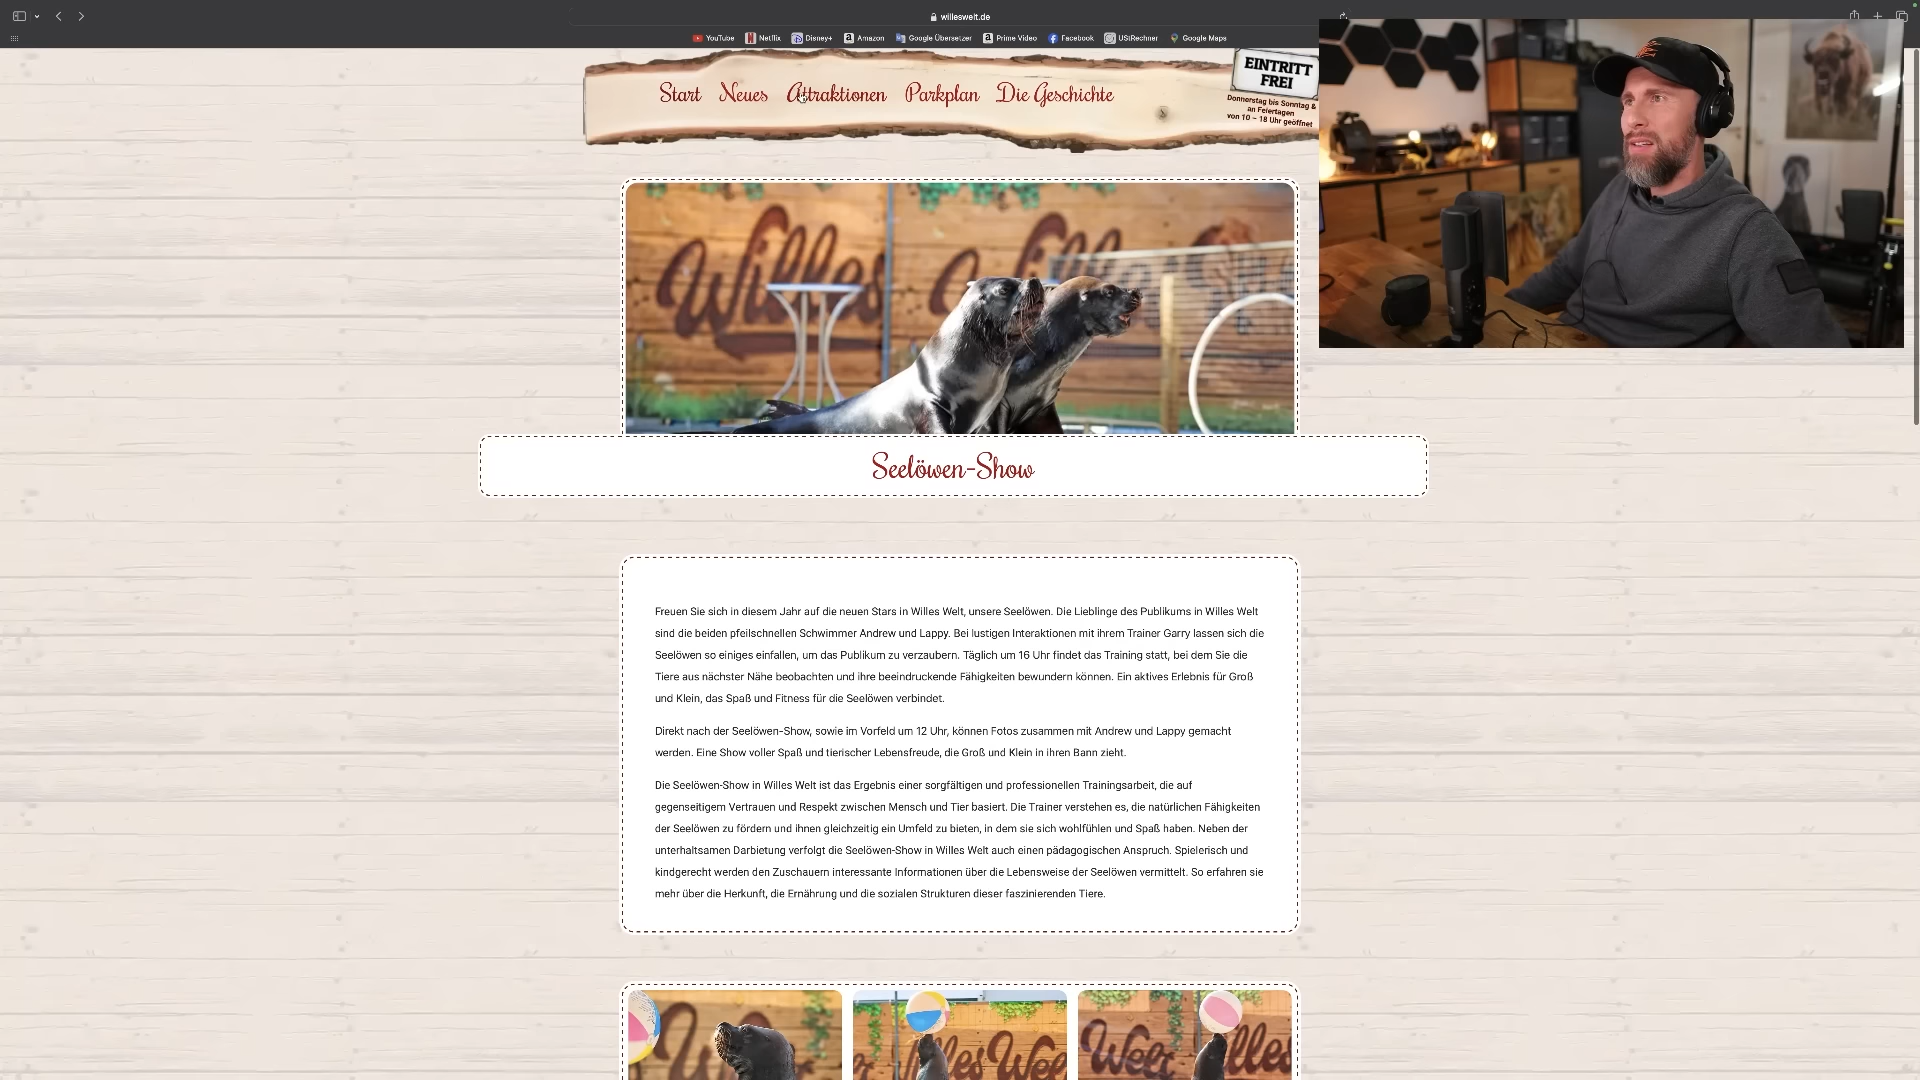 willeswelt.de
YouTube Netflix Disney+ Amazon Google Übersetzer Prime Video Facebook UStRechner Google Maps
Start Neues Attraktionen Parkplan Die Geschichte
EINTRITT
FREI
Donnerstag bis Sonntag &
an Feiertagen
von 10 – 18 Uhr geöffnet
Willes
Seelöwen-Show
Freuen Sie sich in diesem Jahr auf die neuen Stars in Willes Welt, unsere Seelöwen. Die Lieblinge des Publikums in Willes Welt
sind die beiden pfeilschnellen Schwimmer Andrew und Lappy. Bei lustigen Interaktionen mit ihrem Trainer Garry lassen sich die
Seelöwen so einiges einfallen, um das Publikum zu verzaubern. Täglich um 16 Uhr findet das Training statt, bei dem Sie die
Tiere aus nächster Nähe beobachten und ihre beeindruckende Fähigkeiten bewundern können. Ein aktives Erlebnis für Groß
und Klein, das Spaß und Fitness für die Seelöwen verbindet.
Direkt nach der Seelöwen-Show, sowie im Vorfeld um 12 Uhr, können Fotos zusammen mit Andrew und Lappy gemacht
werden. Eine Show voller Spaß und tierischer Lebensfreude, die Groß und Klein in ihren Bann zieht.
Die Seelöwen-Show in Willes Welt ist das Ergebnis einer sorgfältigen und professionellen Trainingsarbeit, die auf
gegenseitigem Vertrauen und Respekt zwischen Mensch und Tier basiert. Die Trainer verstehen es, die natürlichen Fähigkeiten
der Seelöwen zu fördern und ihnen gleichzeitig ein Umfeld zu bieten, in dem sie sich wohlfühlen und Spaß haben. Neben der
unterhaltsamen Darbietung verfolgt die Seelöwen-Show in Willes Welt auch einen pädagogischen Anspruch. Spielerisch und
kindgerecht werden den Zuschauern interessante Informationen über die Lebensweise der Seelöwen vermittelt. So erfahren sie
mehr über die Herkunft, die Ernährung und die sozialen Strukturen dieser faszinierenden Tiere.